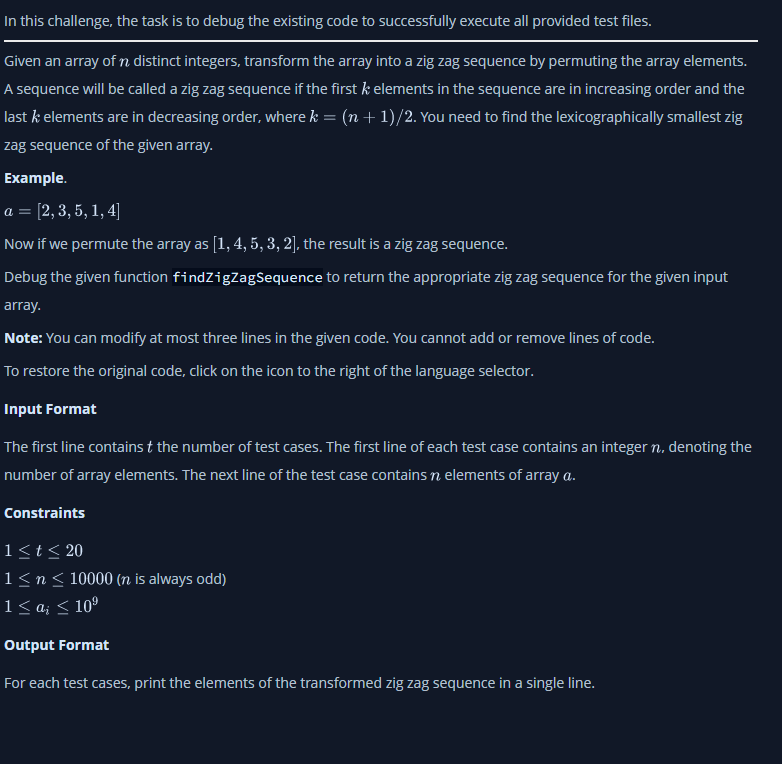 In this challenge, the task is to debug the existing code to successfully execute all provided test files.
Given an array of n distinct integers, transform the array into a zig zag sequence by permuting the array elements.
A sequence will be called a zig zag sequence if the first k elements in the sequence are in increasing order and the
last k elements are in decreasing order, where k = (n + 1)/2. You need to find the lexicographically smallest zig
zag sequence of the given array.
Example.
a = [2, 3, 5, 1, 4]
Now if we permute the array as [1, 4, 5, 3, 2], the result is a zig zag sequence.
Debug the given function findZigZagSequence to return the appropriate zig zag sequence for the given input
array.
Note: You can modify at most three lines in the given code. You cannot add or remove lines of code.
To restore the original code, click on the icon to the right of the language selector.
Input Format
The first line contains t the number of test cases. The first line of each test case contains an integer n, denoting the
number of array elements. The next line of the test case contains n elements of array a.
Constraints
1 ≤ t ≤ 20
1 ≤ n ≤ 10000 (n is always odd)
1 ≤ aᵢ ≤ 10⁹
Output Format
For each test cases, print the elements of the transformed zig zag sequence in a single line.